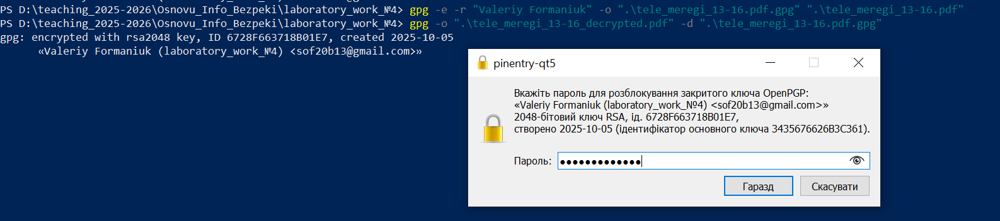 PS D:\teaching_2025-2026\Osnovu_Info_Bezpeki\laboratory_work_№4> gpg -e -r "Valeriy Formaniuk" -o ".\tele_meregi_13-16.pdf.gpg" ".\tele_meregi_13-16.pdf"
PS D:\teaching_2025-2026\Osnovu_Info_Bezpeki\laboratory_work_№4> gpg -o ".\tele_meregi_13-16_decrypted.pdf" -d ".\tele_meregi_13-16.pdf.gpg"
gpg: encrypted with rsa2048 key, ID 6728F663718B01E7, created 2025-10-05
«Valeriy Formaniuk (laboratory_work_№4) <sof20b13@gmail.com>»
pinentry-qt5
Вкажіть пароль для розблокування закритого ключа OpenPGP:
«Valeriy Formaniuk (laboratory_work_№4) <sof20b13@gmail.com>»
2048-бітовий ключ RSA, ід. 6728F663718B01E7,
створено 2025-10-05 (ідентифікатор основного ключа 3435676626B3C361).
Пароль: ●●●●●●●●●●●●●
Гаразд Скасувати